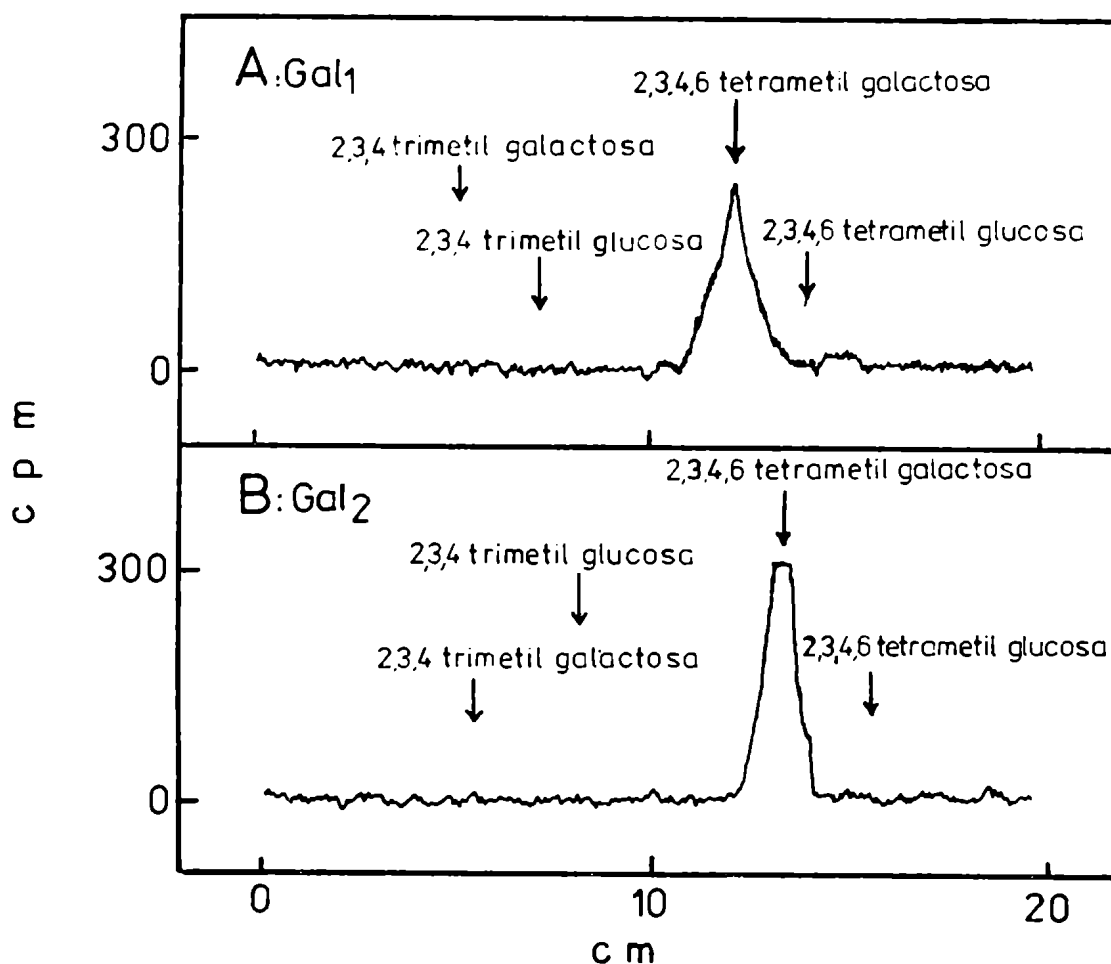 A:Gal1
2,3,4,6 tetrametil galactosa
2,3,4 trimetil galactosa
2,3,4 trimetil glucosa
2,3,4,6 tetrametil glucosa
300
0
B:Gal2
2,3,4,6 tetrametil galactosa
2,3,4 trimetil glucosa
2,3,4 trimetil galactosa
2,3,4,6 tetrametil glucosa
300
0
cpm
0
10
20
cm